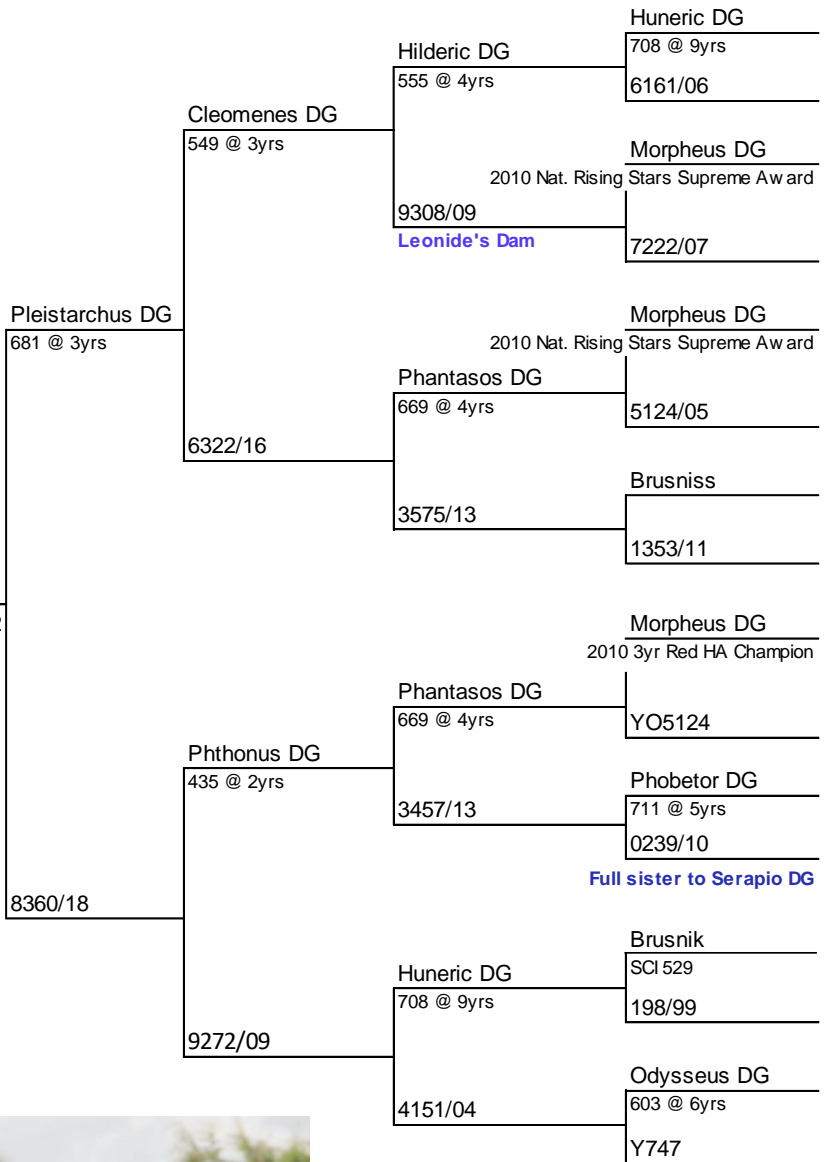 Huneric DG
Hilderic DG
708 @ 9yrs
555 @ 4yrs
6161/06
Cleomenes DG
549 @ 3yrs
Morpheus DG
2010 Nat. Rising Stars Supreme Award
9308/09
Leonide's Dam
7222/07
Pleistarchus DG
681 @ 3yrs
Morpheus DG
2010 Nat. Rising Stars Supreme Award
Phantasos DG
669 @ 4yrs
5124/05
6322/16
Brusniss
3575/13
1353/11
Morpheus DG
2010 3yr Red HA Champion
Phantasos DG
669 @ 4yrs
YO5124
Phthonus DG
435 @ 2yrs
Phobetor DG
711 @ 5yrs
3457/13
0239/10
Full sister to Serapio DG
8360/18
Brusnik
SCI 529
Huneric DG
708 @ 9yrs
198/99
9272/09
Odysseus DG
603 @ 6yrs
4151/04
Y747